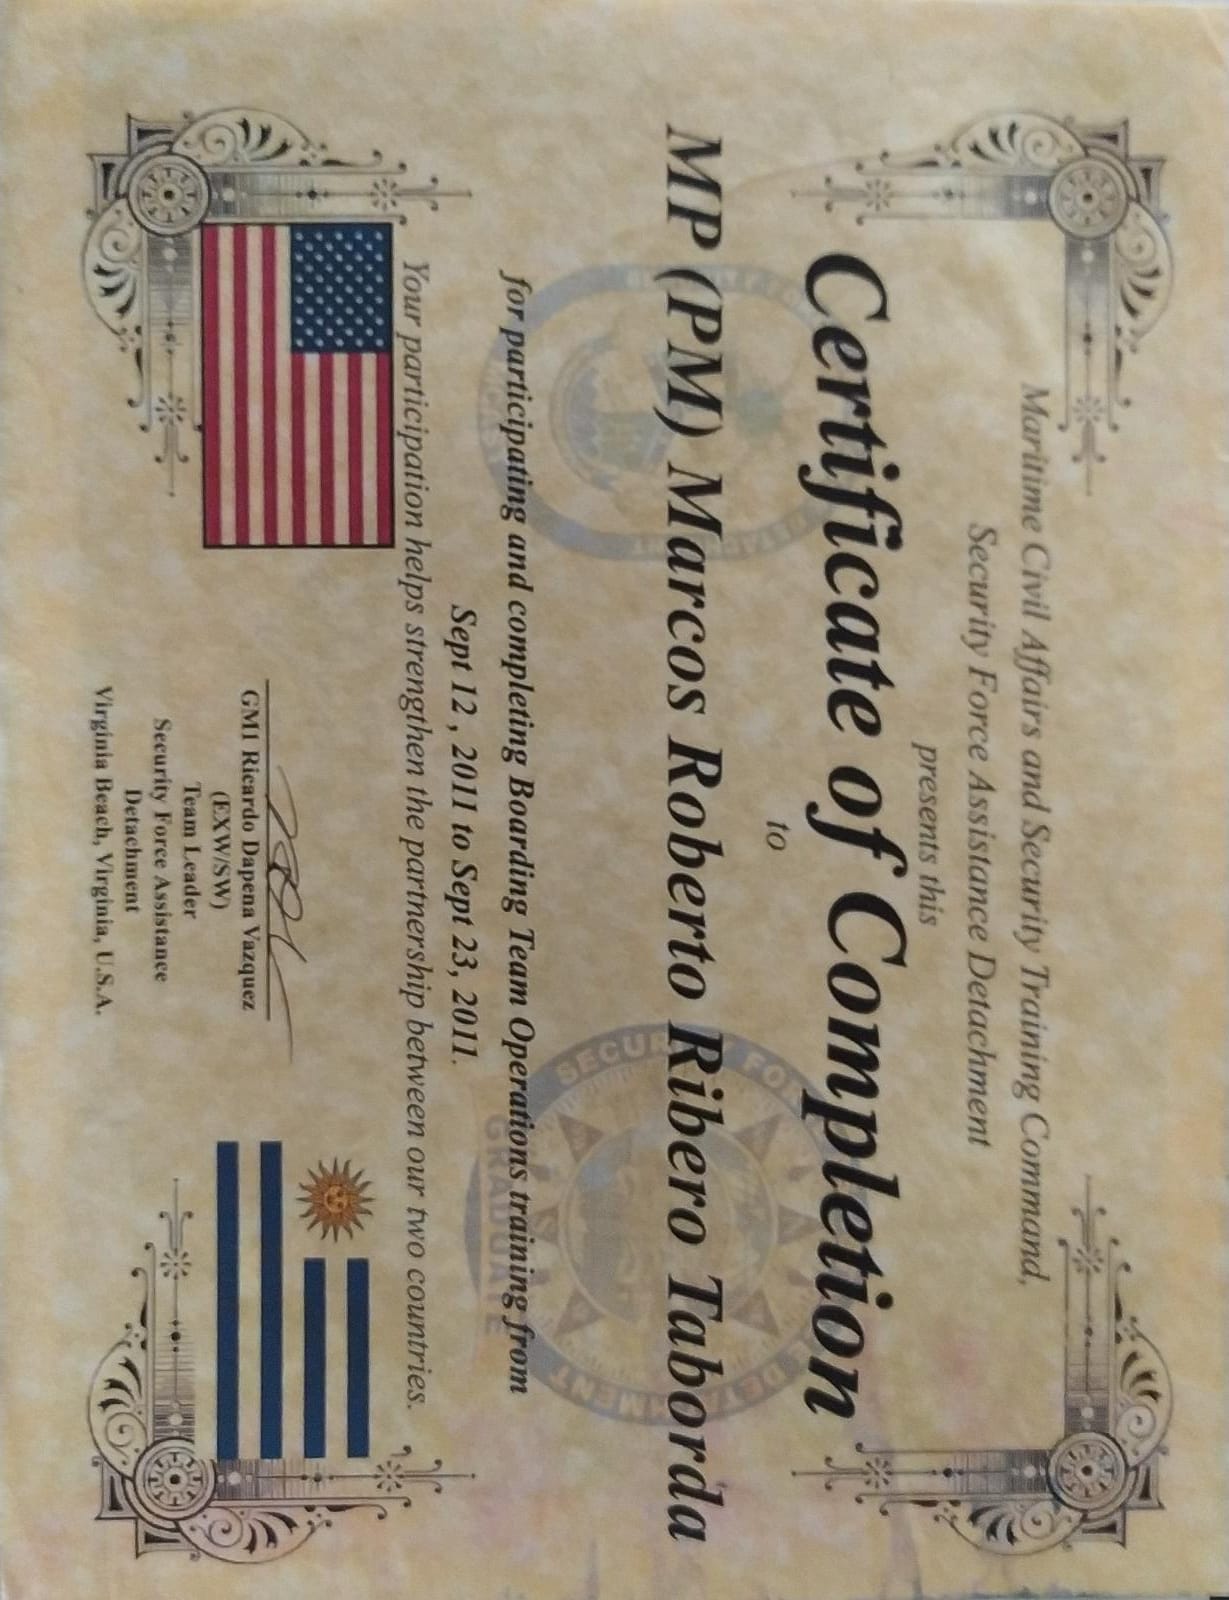 Maritime Civil Affairs and Security Training Command,
Security Force Assistance Detachment
presents this
Certificate of Completion
to
MP (PM) Marcos Roberto Ribero Taborda
for participating and completing Boarding Team Operations training from
Sept 12 , 2011 to Sept 23, 2011.
Your participation helps strengthen the partnership between our two countries.
GM1 Ricardo Dapena Vazquez
(EXW/SW)
Team Leader
Security Force Assistance
Detachment
Virginia Beach, Virginia, U.S.A.
SECURITY FOR
DETACHMENT
GRADUATE